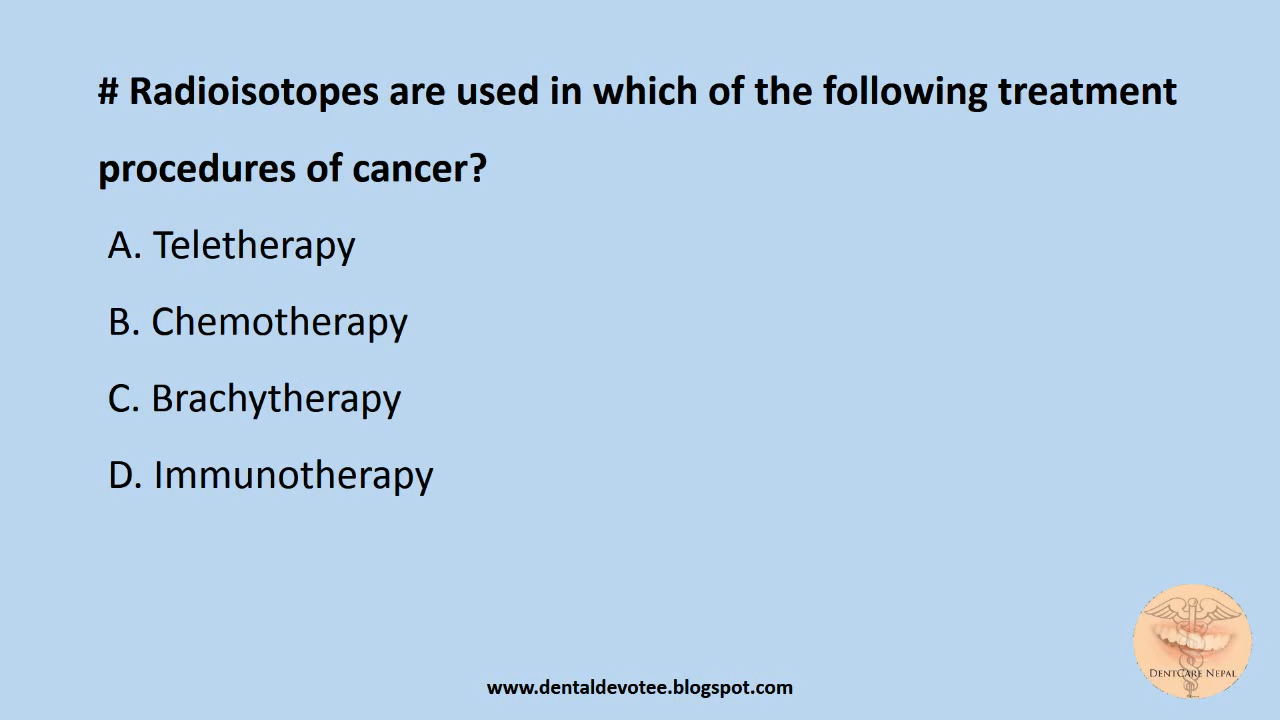 # Radioisotopes are used in which of the following treatment
procedures of cancer?
A. Teletherapy
B. Chemotherapy
C. Brachytherapy
D. Immunotherapy
DentCare Nepal
www.dentaldevotee.blogspot.com